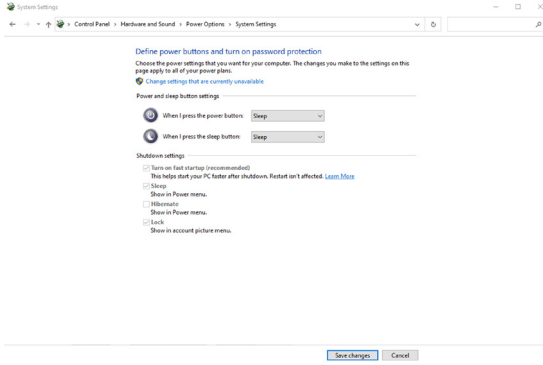 System Settings
Control Panel > Hardware and Sound > Power Options > System Settings
Define power buttons and turn on password protection
Choose the power settings that you want for your computer. The changes you make to the settings on this
page apply to all of your power plans.
Change settings that are currently unavailable
Power and sleep button settings
When I press the power button: Sleep
When I press the sleep button: Sleep
Shutdown settings
Turn on fast startup (recommended)
This helps start your PC faster after shutdown. Restart isn't affected. Learn More
Sleep
Show in Power menu.
Hibernate
Show in Power menu.
Lock
Show in account picture menu.
Save changes Cancel